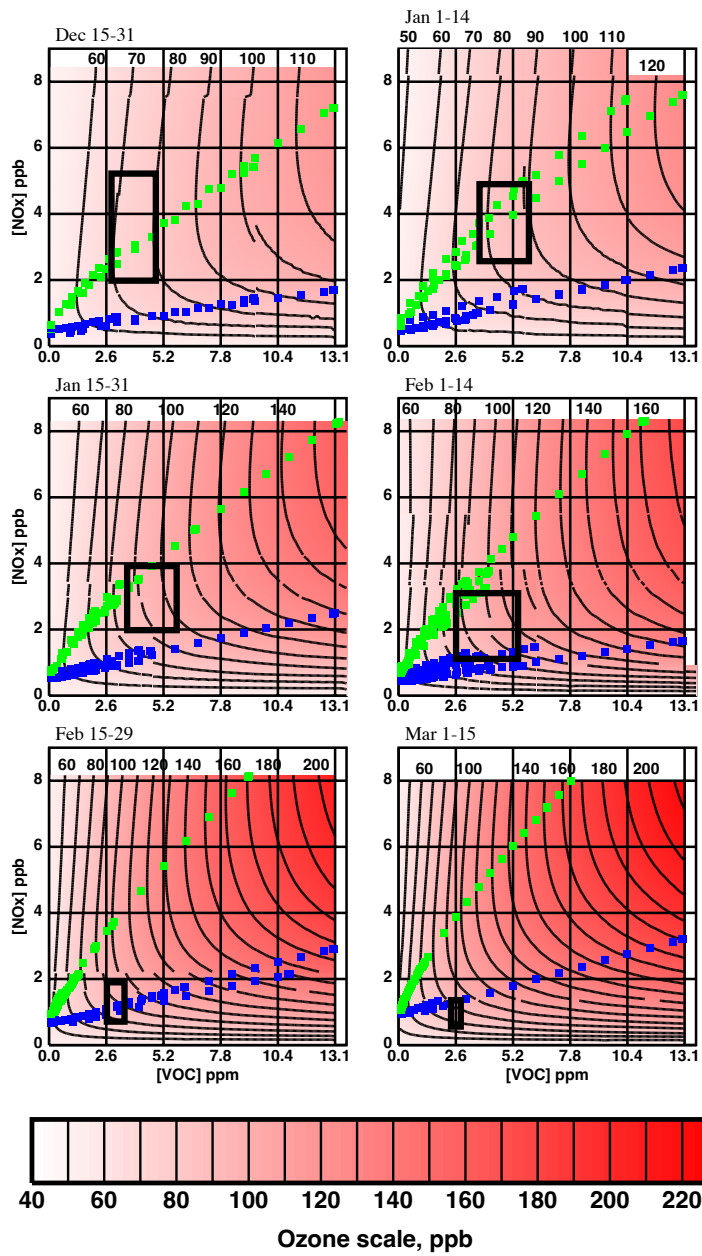 Dec 15-31 Jan 1-14
60 70 80 90 100 110 50 60 70 80 90 100 110
120
[NOx] ppb
8 8
6 6
4 4
2 2
0 0
0.0 2.6 5.2 7.8 10.4 13.1 0.0 2.6 5.2 7.8 10.4 13.1
Jan 15-31 Feb 1-14
60 80 100 120 140 60 80 100 120 140 160
[NOx] ppb
8 8
6 6
4 4
2 2
0 0
0.0 2.6 5.2 7.8 10.4 13.1 0.0 2.6 5.2 7.8 10.4 13.1
Feb 15-29 Mar 1-15
60 80 100 120 140 160 180 200 60 100 140 160 180 200
[NOx] ppb
8 8
6 6
4 4
2 2
0 0
0.0 2.6 5.2 7.8 10.4 13.1 0.0 2.6 5.2 7.8 10.4 13.1
[VOC] ppm [VOC] ppm
40 60 80 100 120 140 160 180 200 220
Ozone scale, ppb